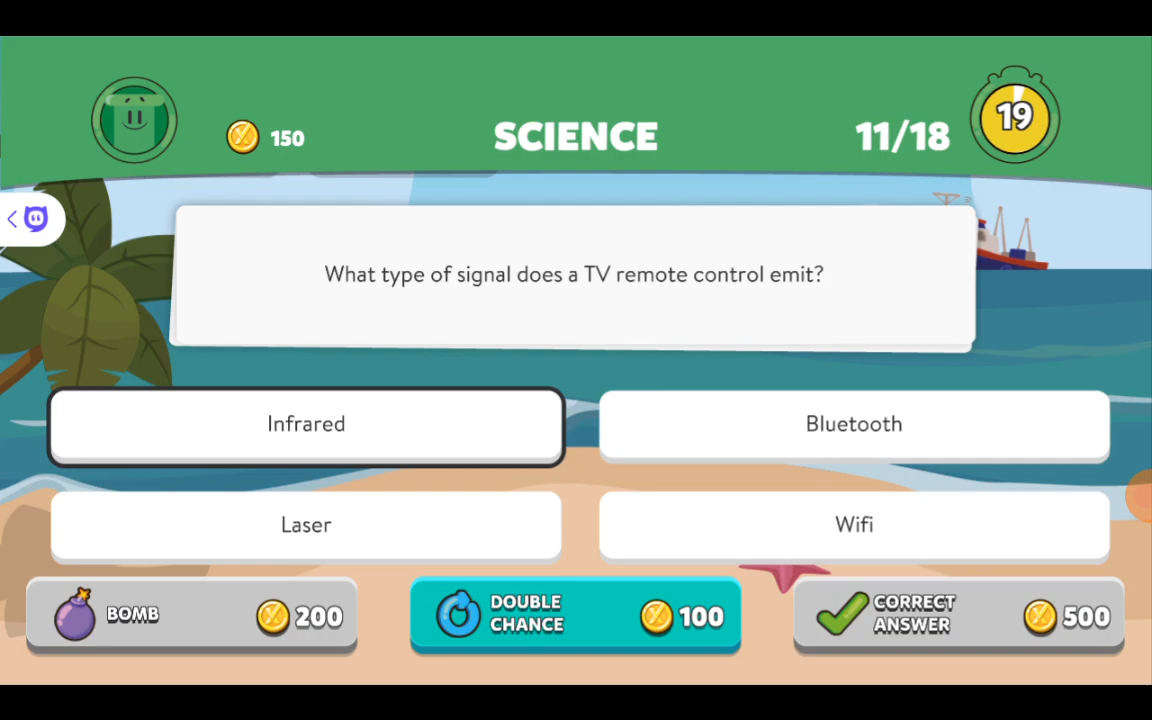 150
SCIENCE
11/18
19
What type of signal does a TV remote control emit?
Infrared
Bluetooth
Laser
Wifi
BOMB
200
DOUBLE
CHANCE
100
CORRECT
ANSWER
500